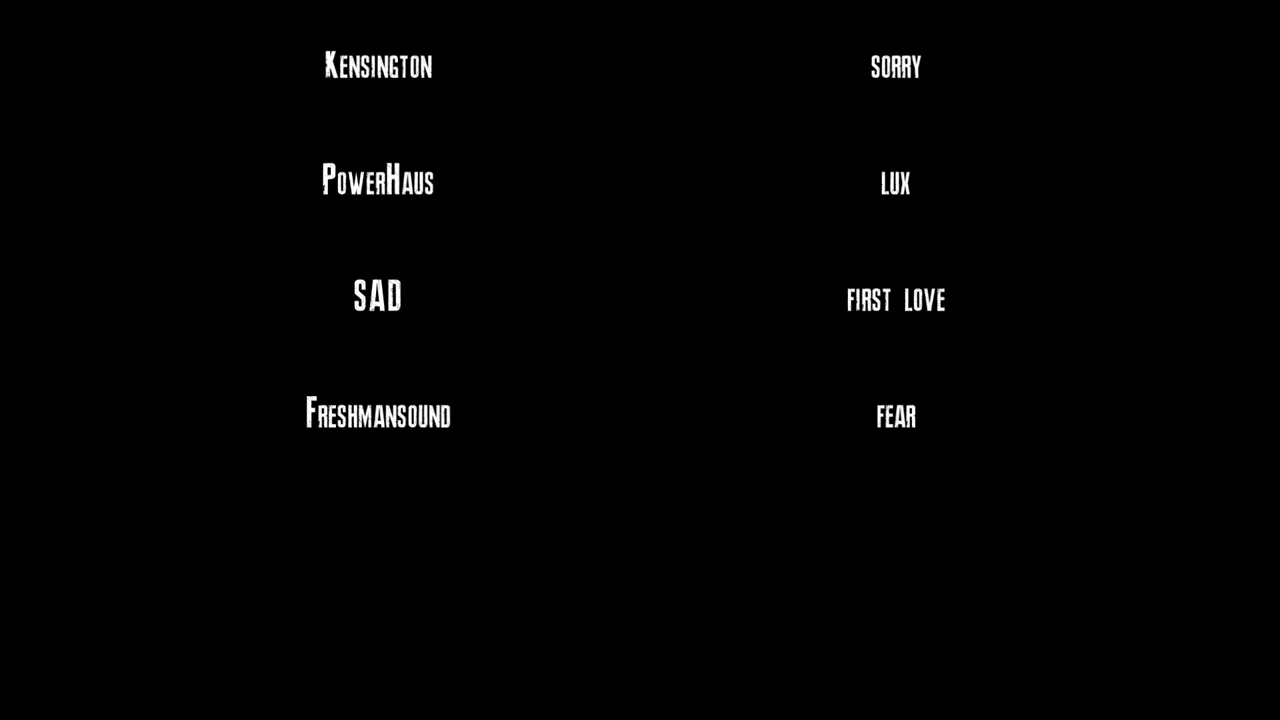 Kensington sorry
PowerHaus lux
SAD first love
Freshmansound fear